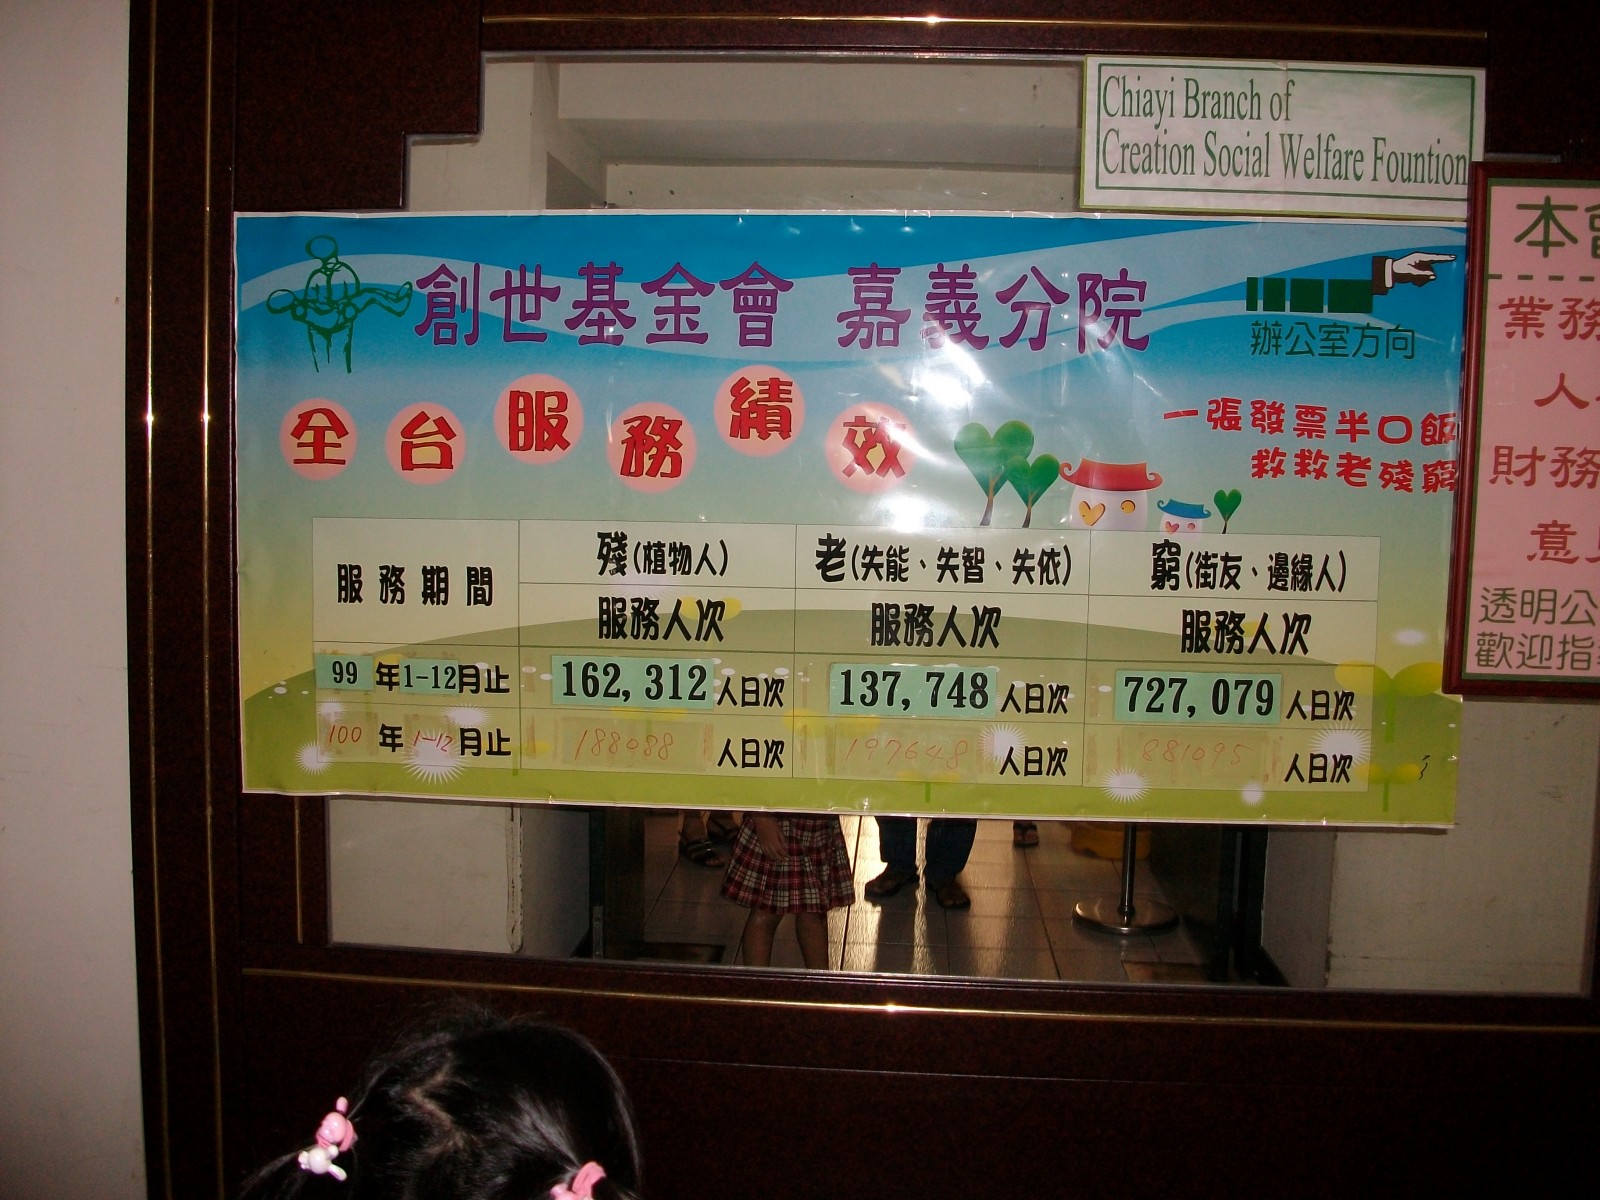 Chiayi Branch of
Creation Social Welfare Fountion
創世基金會 嘉義分院
辦公室方向
全台服務績效
一張發票半口飯
救救老殘窮
服務期間
殘(植物人)
老(失能、失智、失依)
窮(街友、邊緣人)
服務人次
服務人次
服務人次
99 年 1-12月止
162,312 人日次
137,748 人日次
727,079 人日次
100 年 1-12 月止
188088 人日次
197648 人日次
881095 人日次
本會
業務
人
財務
意見
透明公
歡迎指